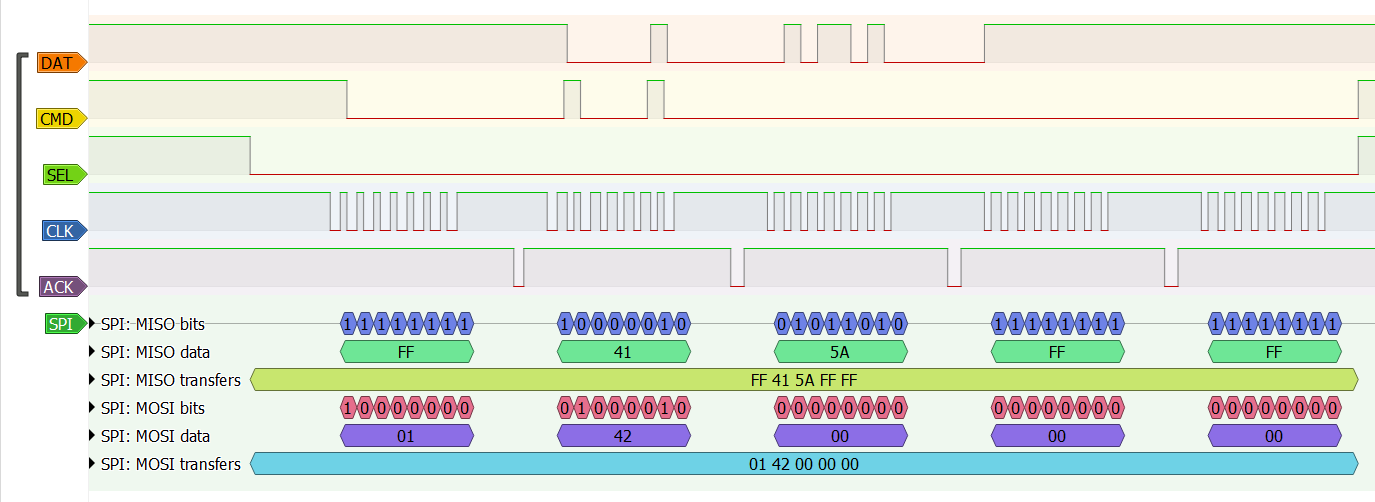 DAT
CMD
SEL
CLK
ACK
SPI SPI: MISO bits 1 1 1 1 1 1 1 1 1 0 0 0 0 0 1 0 0 1 0 1 1 0 1 0 1 1 1 1 1 1 1 1 1 1 1 1 1 1 1 1
SPI: MISO data FF 41 5A FF FF
SPI: MISO transfers FF 41 5A FF FF
SPI: MOSI bits 1 0 0 0 0 0 0 0 0 1 0 0 0 0 1 0 0 0 0 0 0 0 0 0 0 0 0 0 0 0 0 0 0 0 0 0 0 0 0 0
SPI: MOSI data 01 42 00 00 00
SPI: MOSI transfers 01 42 00 00 00